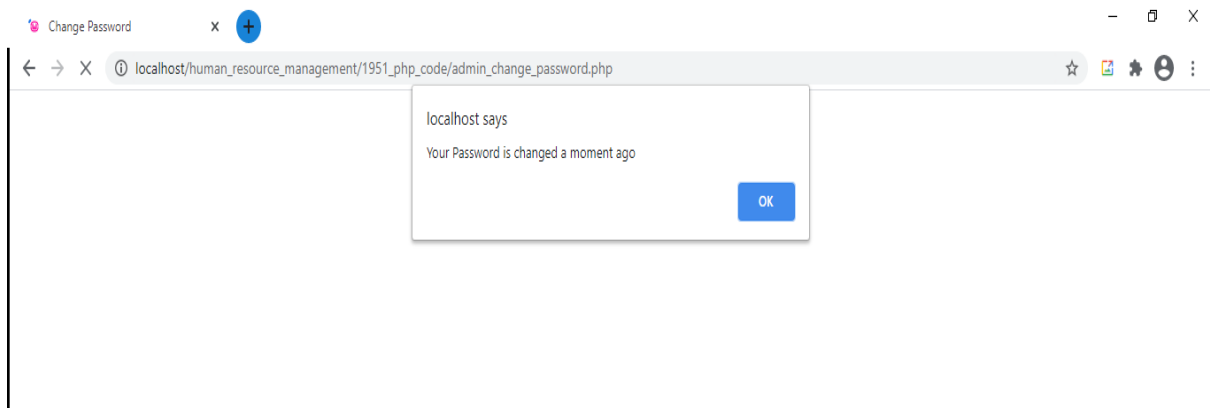 Change Password
localhost/human_resource_management/1951_php_code/admin_change_password.php
localhost says
Your Password is changed a moment ago
OK